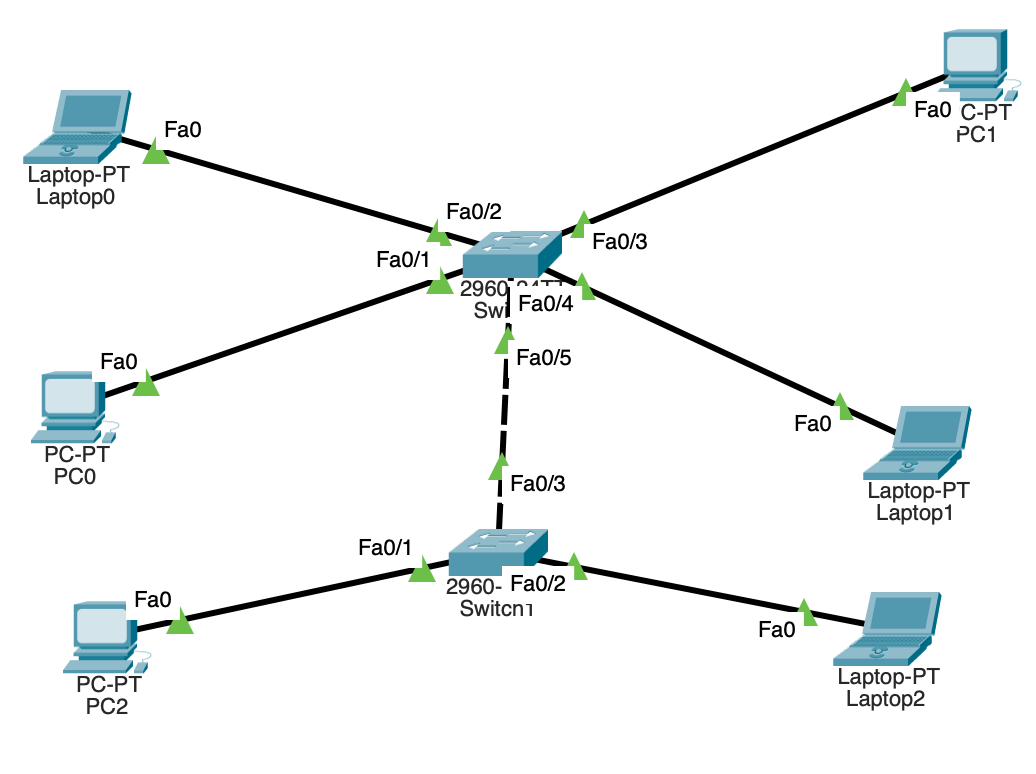 Fa0
C-PT
PC1
Fa0
Laptop-PT
Laptop0
Fa0/2
Fa0/3
Fa0/1
2960
Swi
Fa0/4
Fa0/5
Fa0
PC-PT
PC0
Fa0
Laptop-PT
Laptop1
Fa0/3
Fa0/1
2960-
Fa0/2
Switch1
Fa0
PC-PT
PC2
Fa0
Laptop-PT
Laptop2